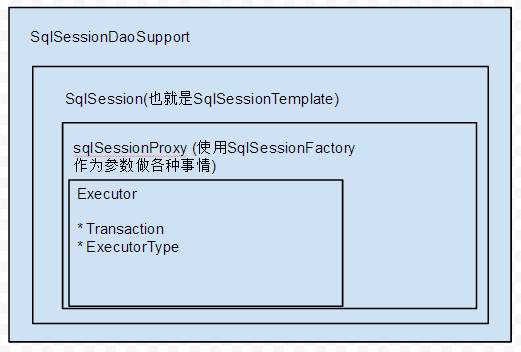 SqlSessionDaoSupport
SqlSession(也就是SqlSessionTemplate)
sqlSessionProxy (使用SqlSessionFactory
作为参数做各种事情)
Executor
* Transaction
* ExecutorType